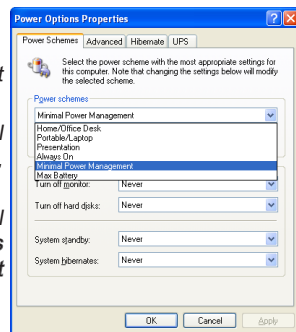 Power Options Properties
Power Schemes Advanced Hibernate UPS
Select the power scheme with the most appropriate settings for
this computer. Note that changing the settings below will modify
the selected scheme.
Power schemes
Minimal Power Management
Home/Office Desk
Portable/Laptop
Presentation
Always On
Minimal Power Management
Max Battery
Turn off monitor: Never
Turn off hard disks: Never
System standby: Never
System hibernates: Never
OK Cancel Apply